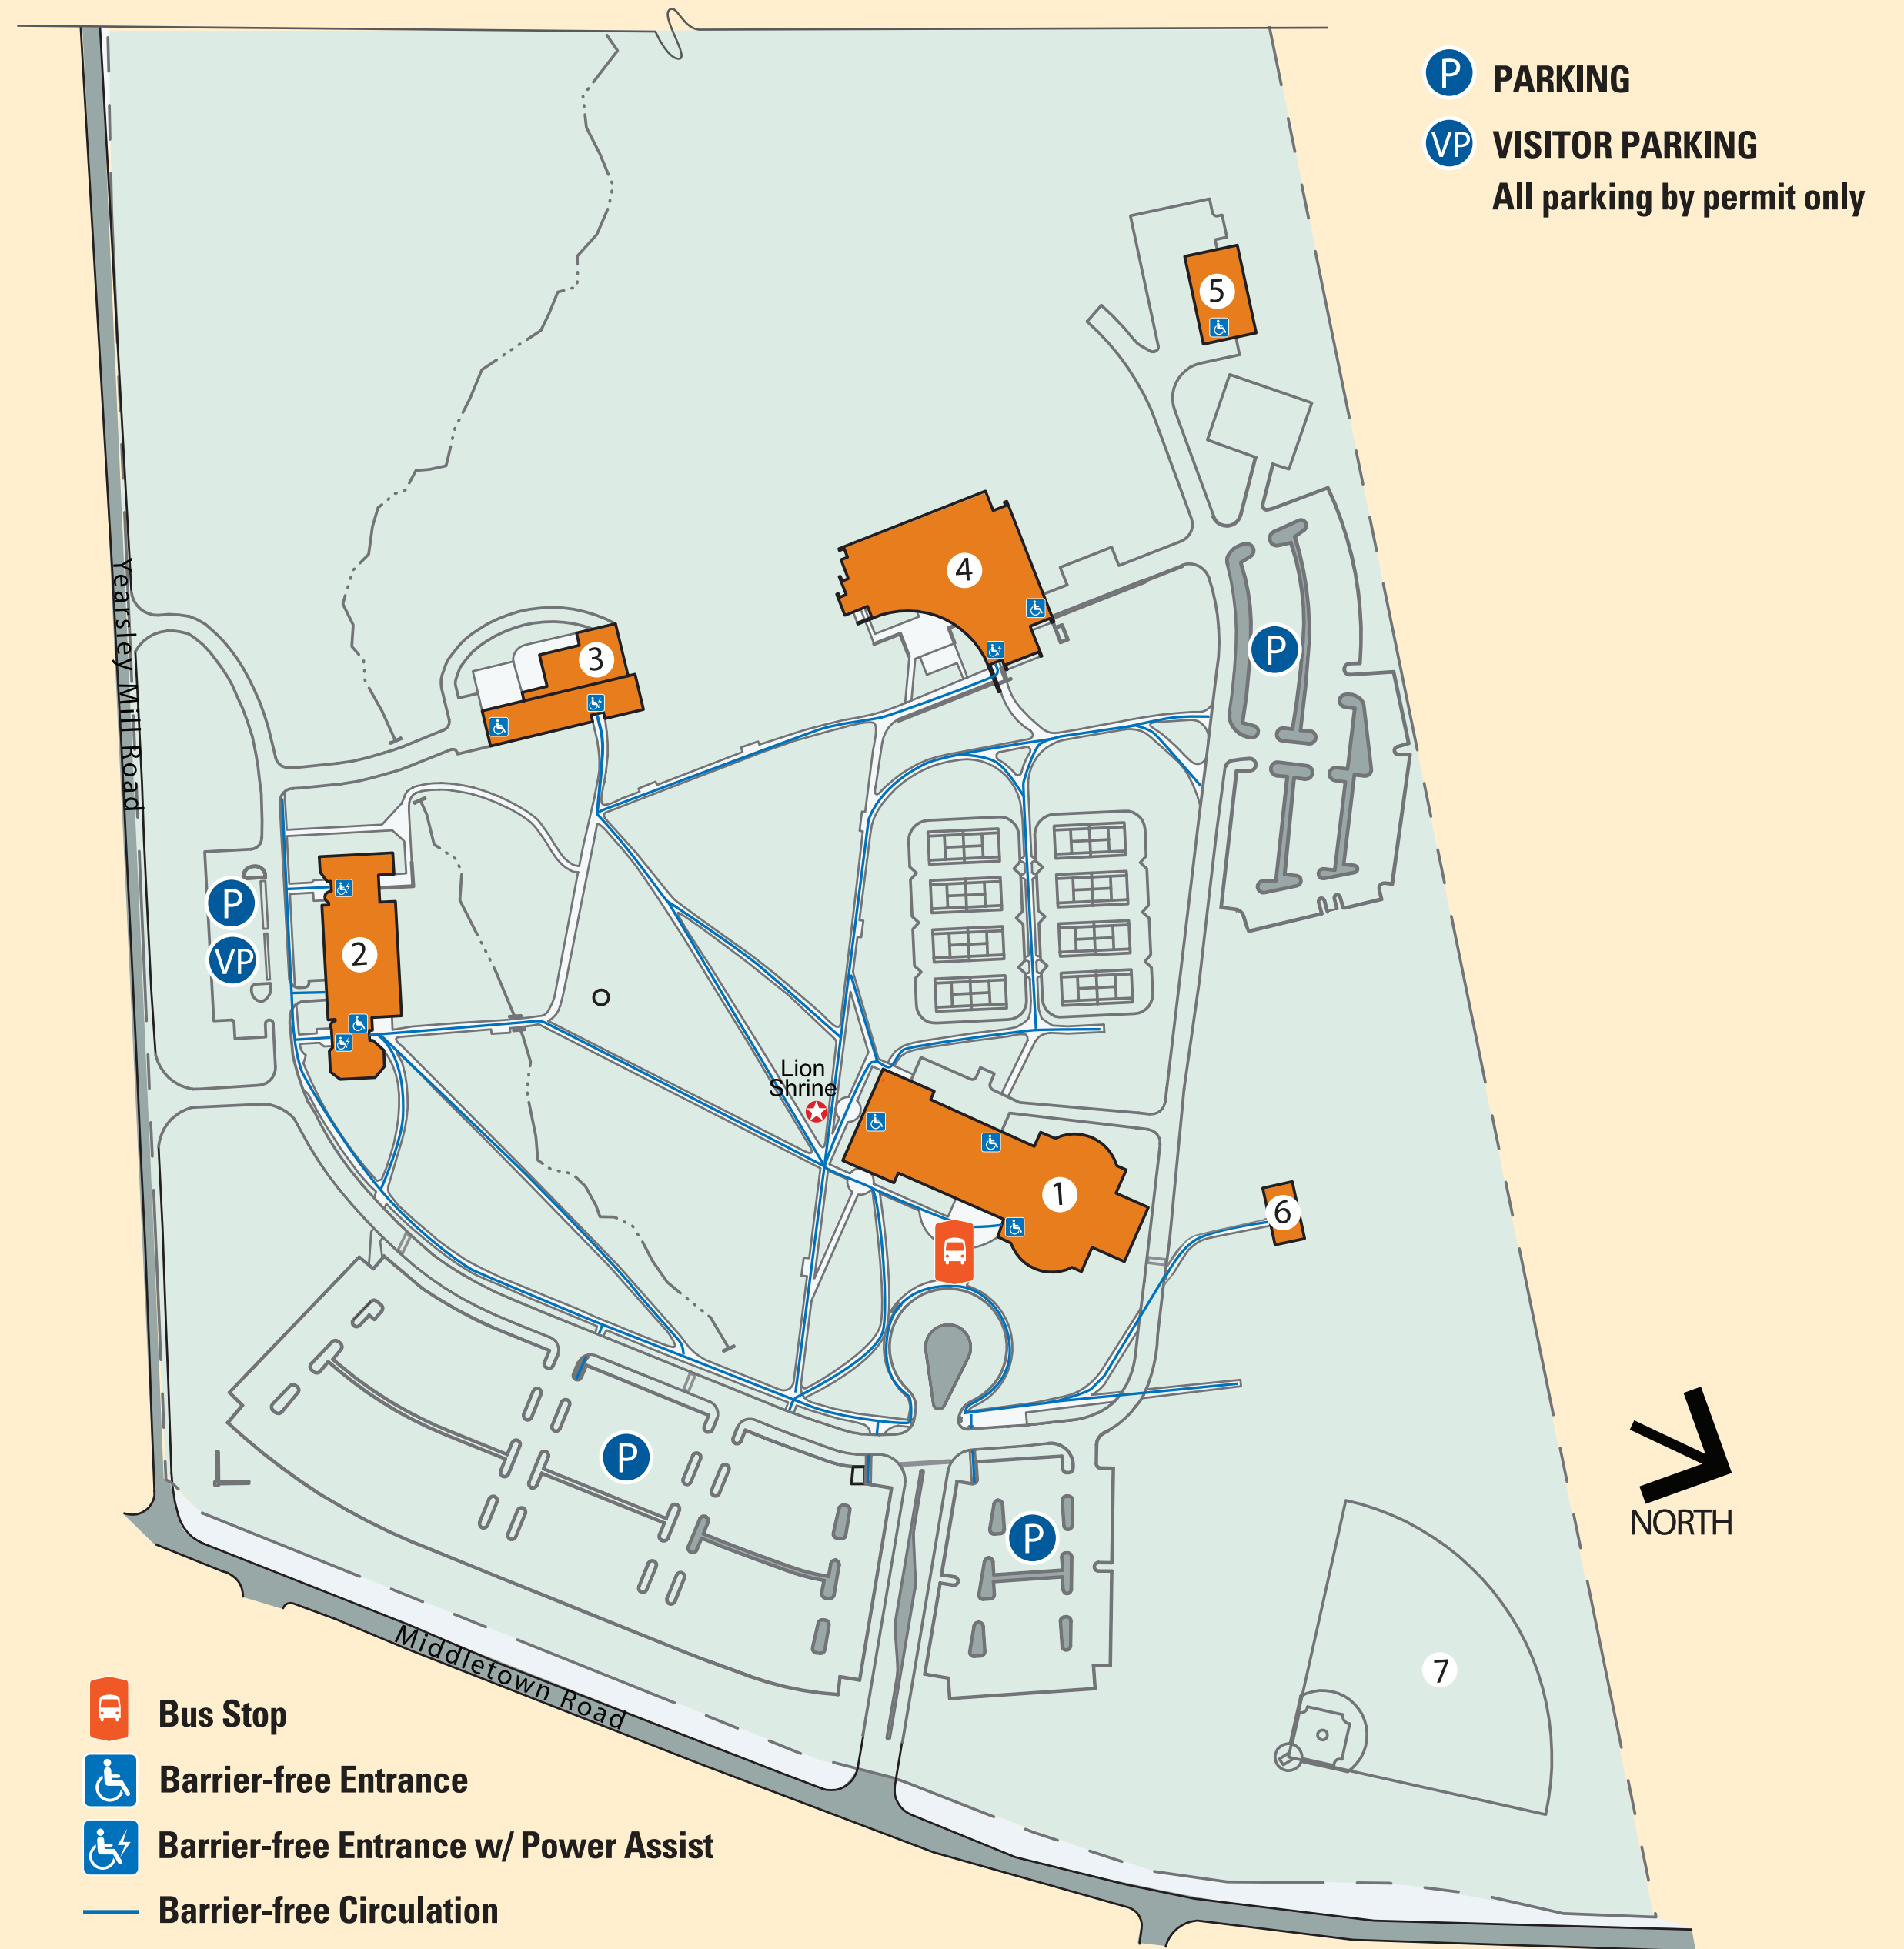 P PARKING
VP VISITOR PARKING
All parking by permit only
5
4
3
P
Yearsley Mill Road
P
VP
2
Lion
Shrine
1
6
P
P
NORTH
7
Middletown Road
Bus Stop
Barrier-free Entrance
Barrier-free Entrance w/ Power Assist
Barrier-free Circulation